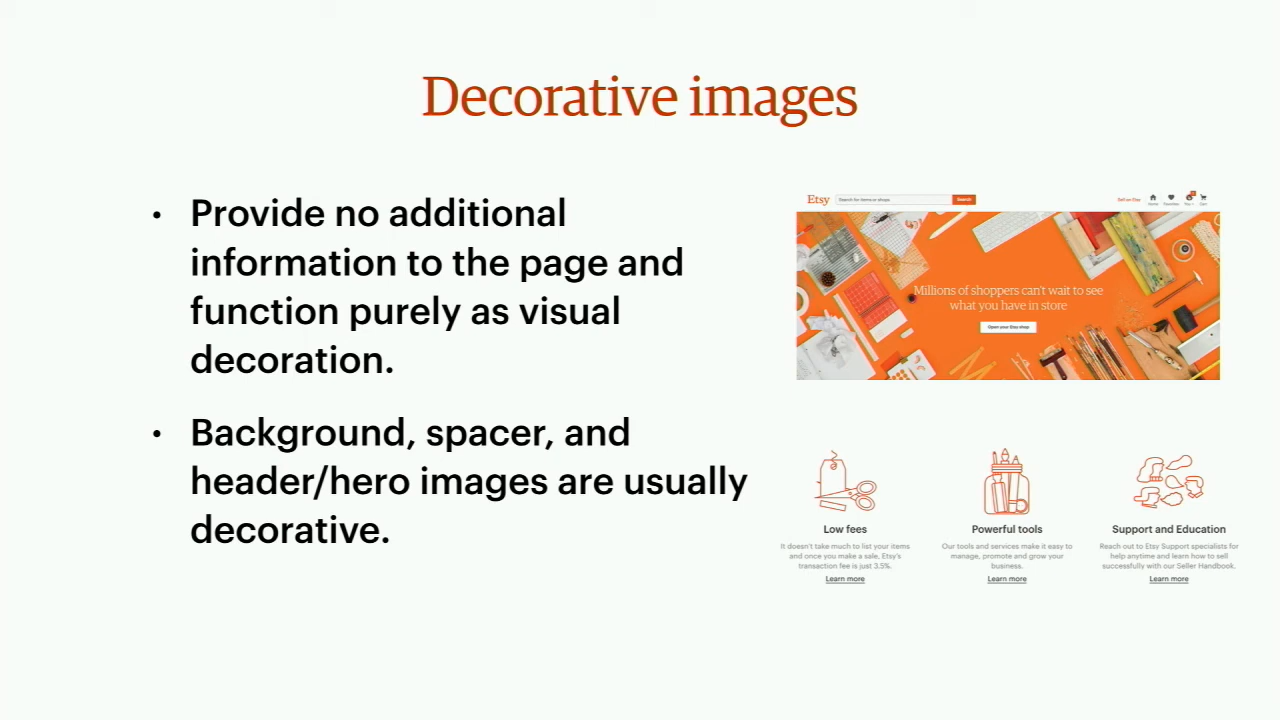 Decorative images
• Provide no additional
information to the page and
function purely as visual
decoration.
• Background, spacer, and
header/hero images are usually
decorative.
Etsy
Search for items or shops
Search
Sell on Etsy
Home
Favorites
You
Cart
Millions of shoppers can't wait to see
what you have in store
Open your Etsy shop
Low fees
It doesn't take much to list your items
and once you make a sale, Etsy's
transaction fee is just 3.5%.
Learn more
Powerful tools
Our tools and services make it easy to
manage, promote and grow your
business.
Learn more
Support and Education
Reach out to Etsy Support specialists for
help anytime and learn how to sell
successfully with our Seller Handbook.
Learn more